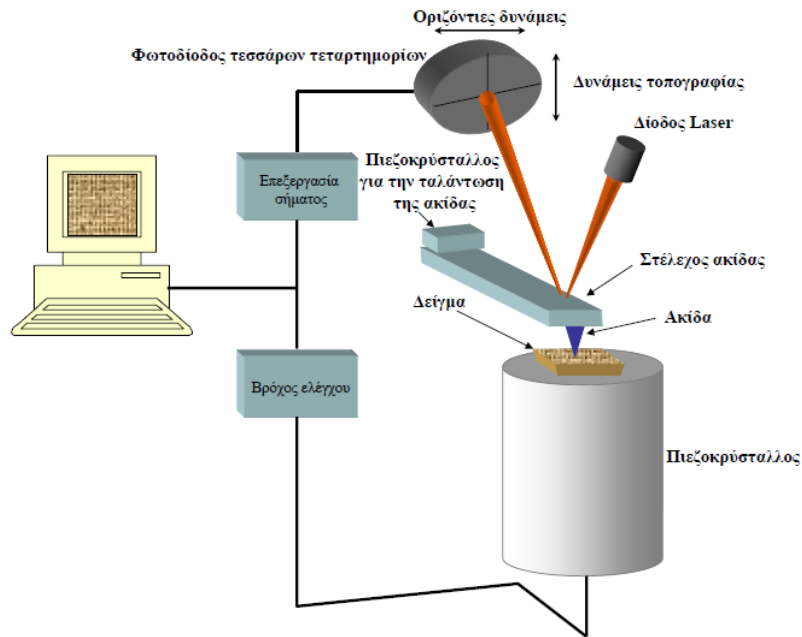 Οριζόντιες δυνάμεις
Φωτοδίοδος τεσσάρων τεταρτημορίων
Δυνάμεις τοπογραφίας
Δίοδος Laser
Πιεζοκρύσταλλος
για την ταλάντωση
της ακίδας
Επεξεργασία
σήματος
Στέλεχος ακίδας
Δείγμα
Ακίδα
Βρόχος ελέγχου
Πιεζοκρύσταλλος